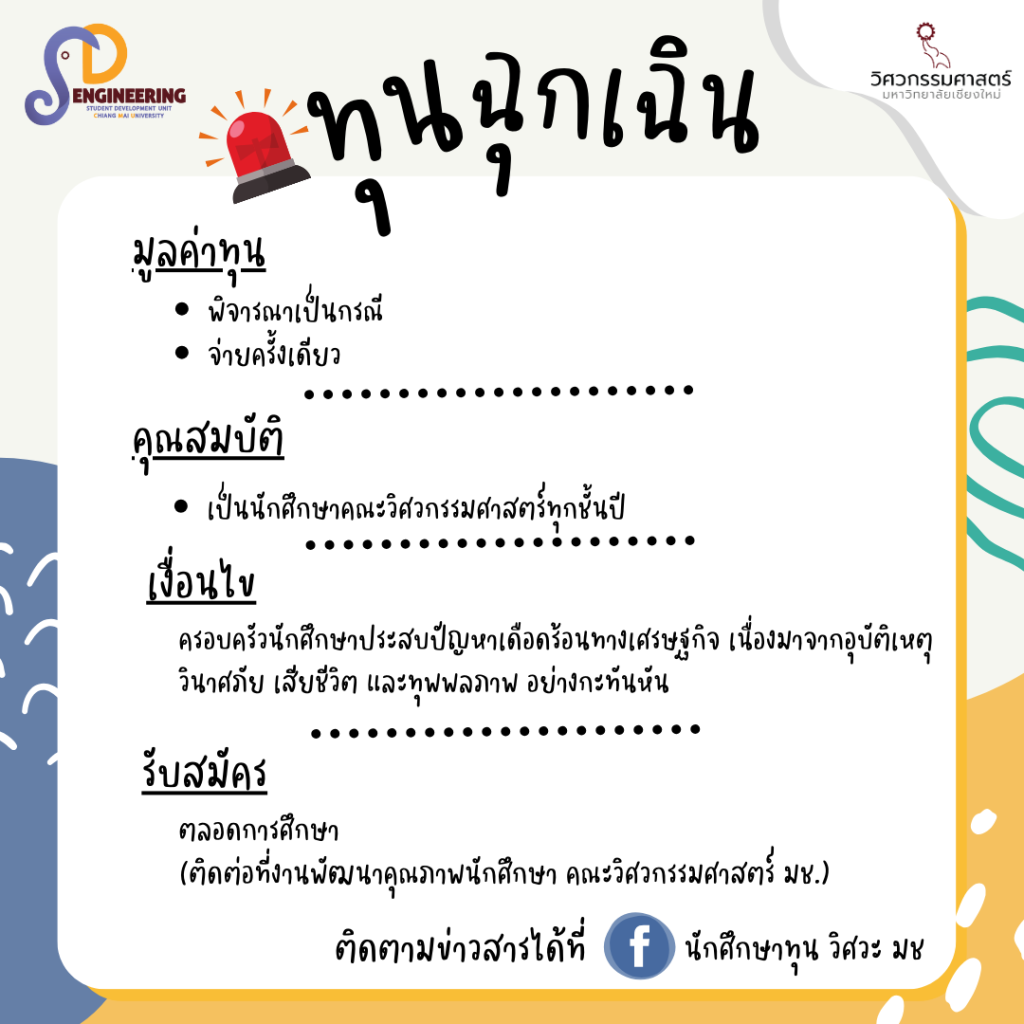 SD
ENGINEERING
STUDENT DEVELOPMENT UNIT
CHIANG MAI UNIVERSITY
วิศวกรรมศาสตร์
มหาวิทยาลัยเชียงใหม่
ทุนฉุกเฉิน
มูลค่าทุน
• พิจารณาเป็นกรณี
• จ่ายครั้งเดียว
คุณสมบัติ
• เป็นนักศึกษาคณะวิศวกรรมศาสตร์ทุกชั้นปี
เงื่อนไข
ครอบครัวนักศึกษาประสบปัญหาเดือดร้อนทางเศรษฐกิจ เนื่องมาจากอุบัติเหตุ
วินาศภัย เสียชีวิต และทุพพลภาพ อย่างกะทันหัน
รับสมัคร
ตลอดการศึกษา
(ติดต่อที่งานพัฒนาคุณภาพนักศึกษา คณะวิศวกรรมศาสตร์ มช.)
ติดตามข่าวสารได้ที่ f นักศึกษาทุน วิศวะ มช